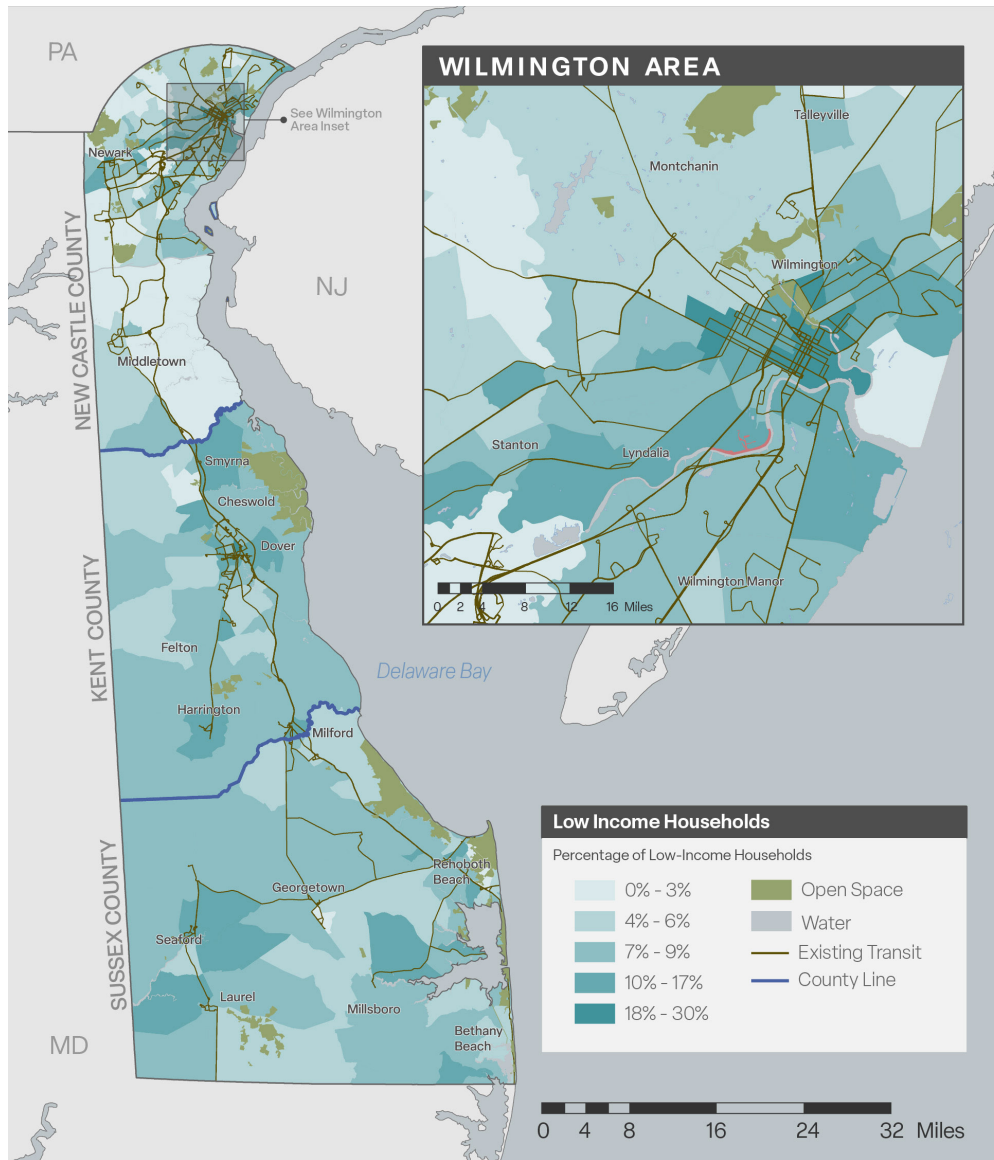 PA
See Wilmington
Area Inset
Newark
NEW CASTLE COUNTY
NJ
Middletown
Smyrna
Cheswold
Dover
KENT COUNTY
Felton
Harrington
Delaware Bay
Milford
SUSSEX COUNTY
Rehoboth
Beach
Georgetown
Seaford
Laurel
Millsboro
Bethany
Beach
MD
WILMINGTON AREA
Talleyville
Montchanin
Wilmington
Stanton
Lyndalia
Wilmington Manor
0 2 4 8 12 16 Miles
Low Income Households
Percentage of Low-Income Households
0% - 3%
4% - 6%
7% - 9%
10% - 17%
18% - 30%
Open Space
Water
Existing Transit
County Line
0 4 8 16 24 32 Miles